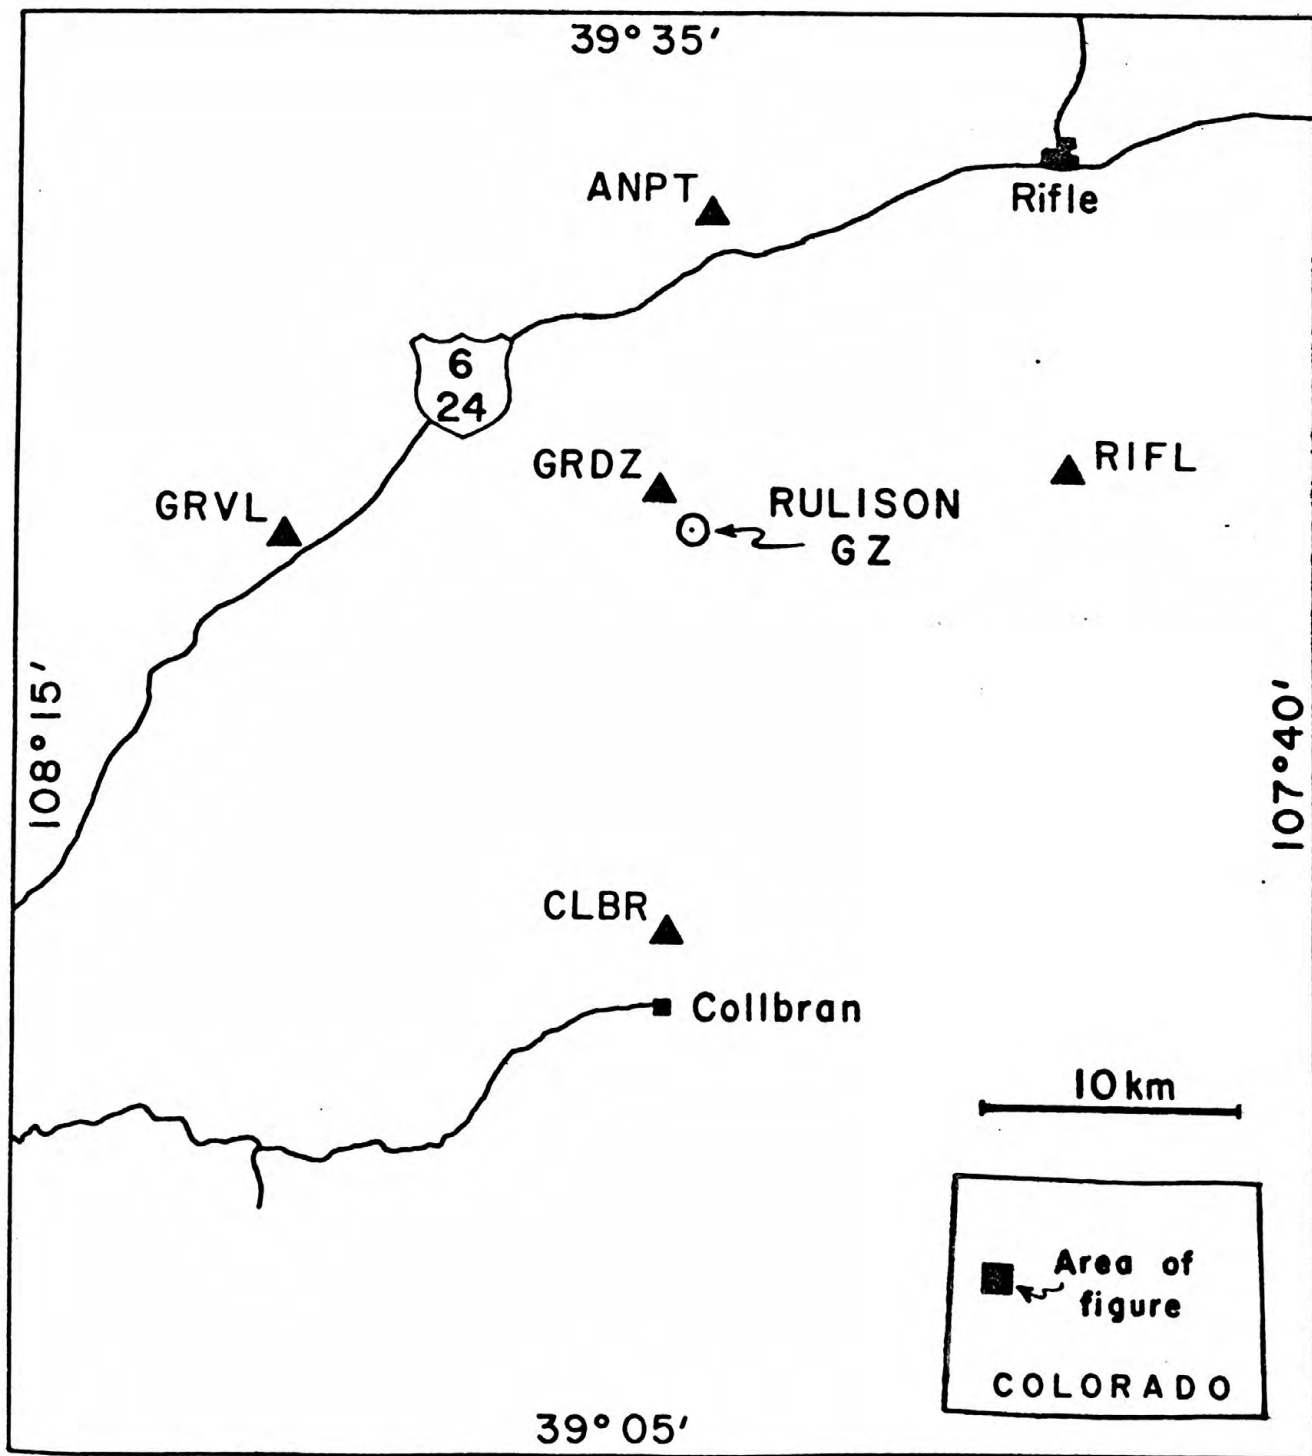 39° 35'
ANPT
Rifle
6
24
GRDZ
RIFL
GRVL
RULISON
GZ
108° 15'
107° 40'
CLBR
Collbran
10 km
Area of
figure
COLORADO
39° 05'